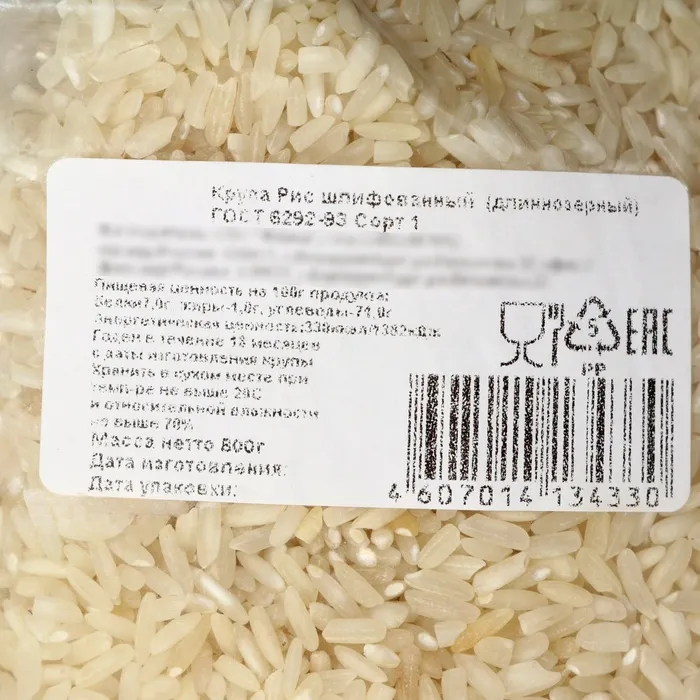 Крупа Рис шлифованный (длиннозерный)
ГОСТ 6292-93 Сорт 1
Пищевая ценность на 100г продукта:
Белки7,0г жиры-1,0г, углеводы-71,0г
Энергетическая ценность:330ккал/1382кДж
Годен в течение 18 месяцев
с даты изготовления крупы
Хранить в сухом месте при
темп-ре не выше 20С
и относительной влажности
не выше 70%
Масса нетто 800г
Дата изготовления:
Дата упаковки:
5
EAC
PP
4 607014 134330